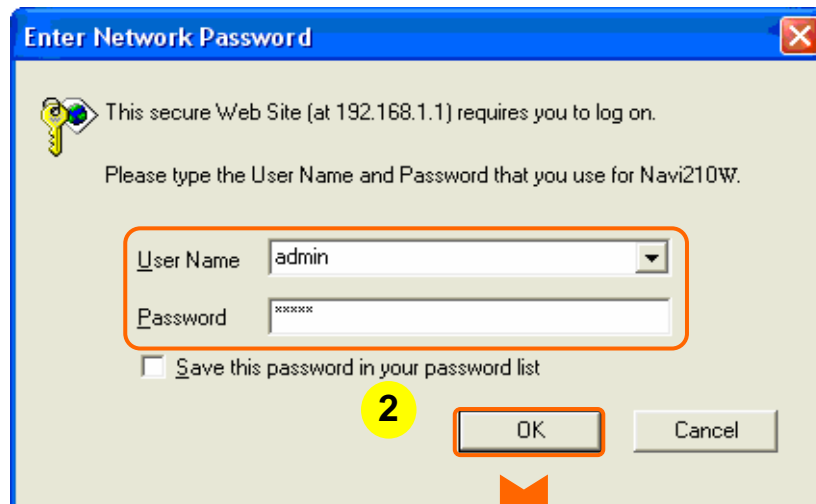 Enter Network Password
This secure Web Site (at 192.168.1.1) requires you to log on.
Please type the User Name and Password that you use for Navi210W.
User Name admin
Password *****
Save this password in your password list
2
OK Cancel